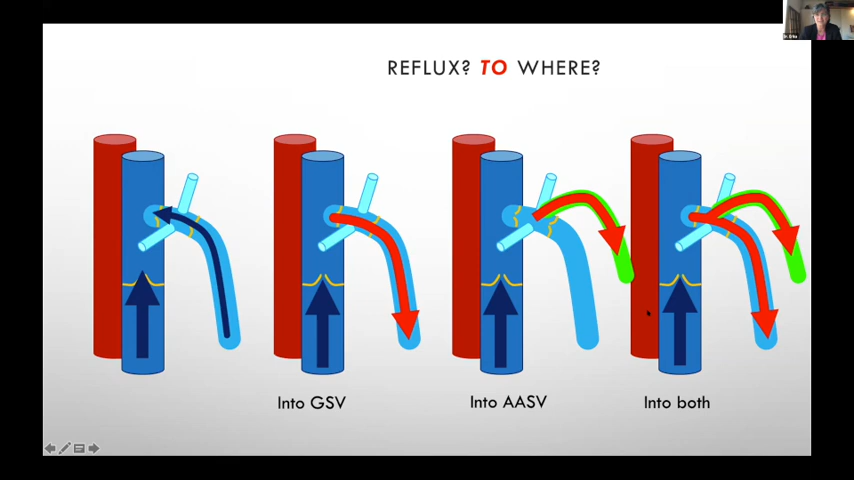 REFLUX? TO WHERE?
Into GSV
Into AASV
Into both